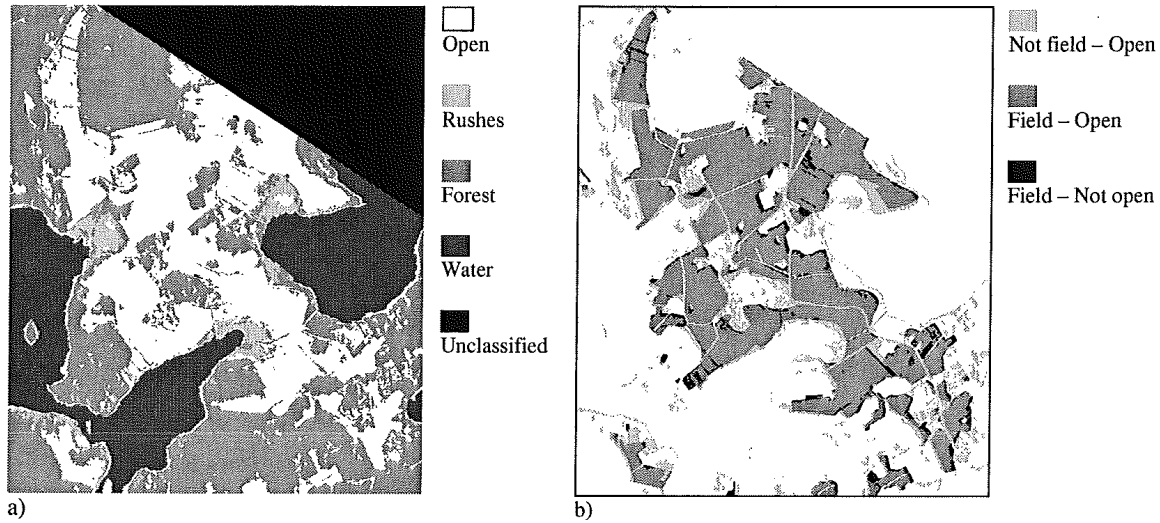 Open
Rushes
Forest
Water
Unclassified
a)
Not field – Open
Field – Open
Field – Not open
b)